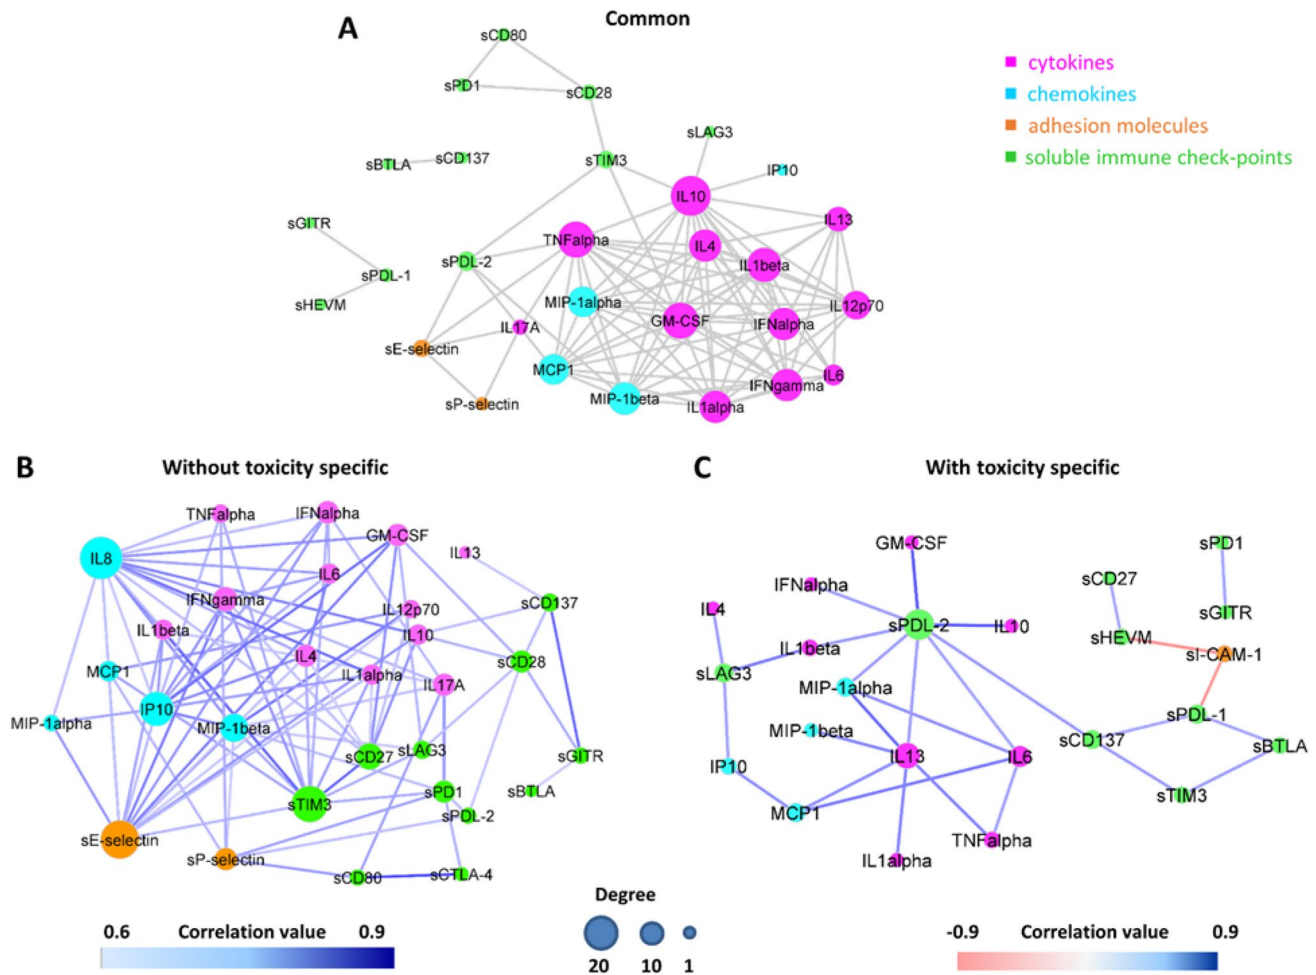 A
Common
sCD80
sPD1
sCD28
sBTLA
sCD137
sTIM3
sLAG3
IP10
IL10
IL13
sGITR
TNFalpha
IL4
IL1beta
sPDL-2
sPDL-1
sHEVM
MIP-1alpha
GM-CSF
IFNalpha
IL12p70
IL17A
sE-selectin
MCP1
IL6
IFNgamma
MIP-1beta
IL1alpha
sP-selectin
cytokines
chemokines
adhesion molecules
soluble immune check-points
B
Without toxicity specific
TNFalpha
IFNalpha
GM-CSF
IL8
IL13
IL6
IFNgamma
IL12p70
sCD137
IL1beta
IL10
IL4
sCD28
MCP1
IL1alpha
IL17A
IP10
MIP-1alpha
MIP-1beta
sCD27
sLAG3
sGITR
sTIM3
sPD1
sBTLA
sPDL-2
sE-selectin
sP-selectin
sCD80
sCTLA-4
0.6 Correlation value 0.9
Degree
20 10 1
C
With toxicity specific
GM-CSF
sPD1
IFNalpha
sCD27
IL4
sPDL-2
IL10
sGITR
sHEVM
IL1beta
sI-CAM-1
sLAG3
MIP-1alpha
sPDL-1
MIP-1beta
sCD137
sBTLA
IP10
IL13
IL6
sTIM3
MCP1
TNFalpha
IL1alpha
-0.9 Correlation value 0.9